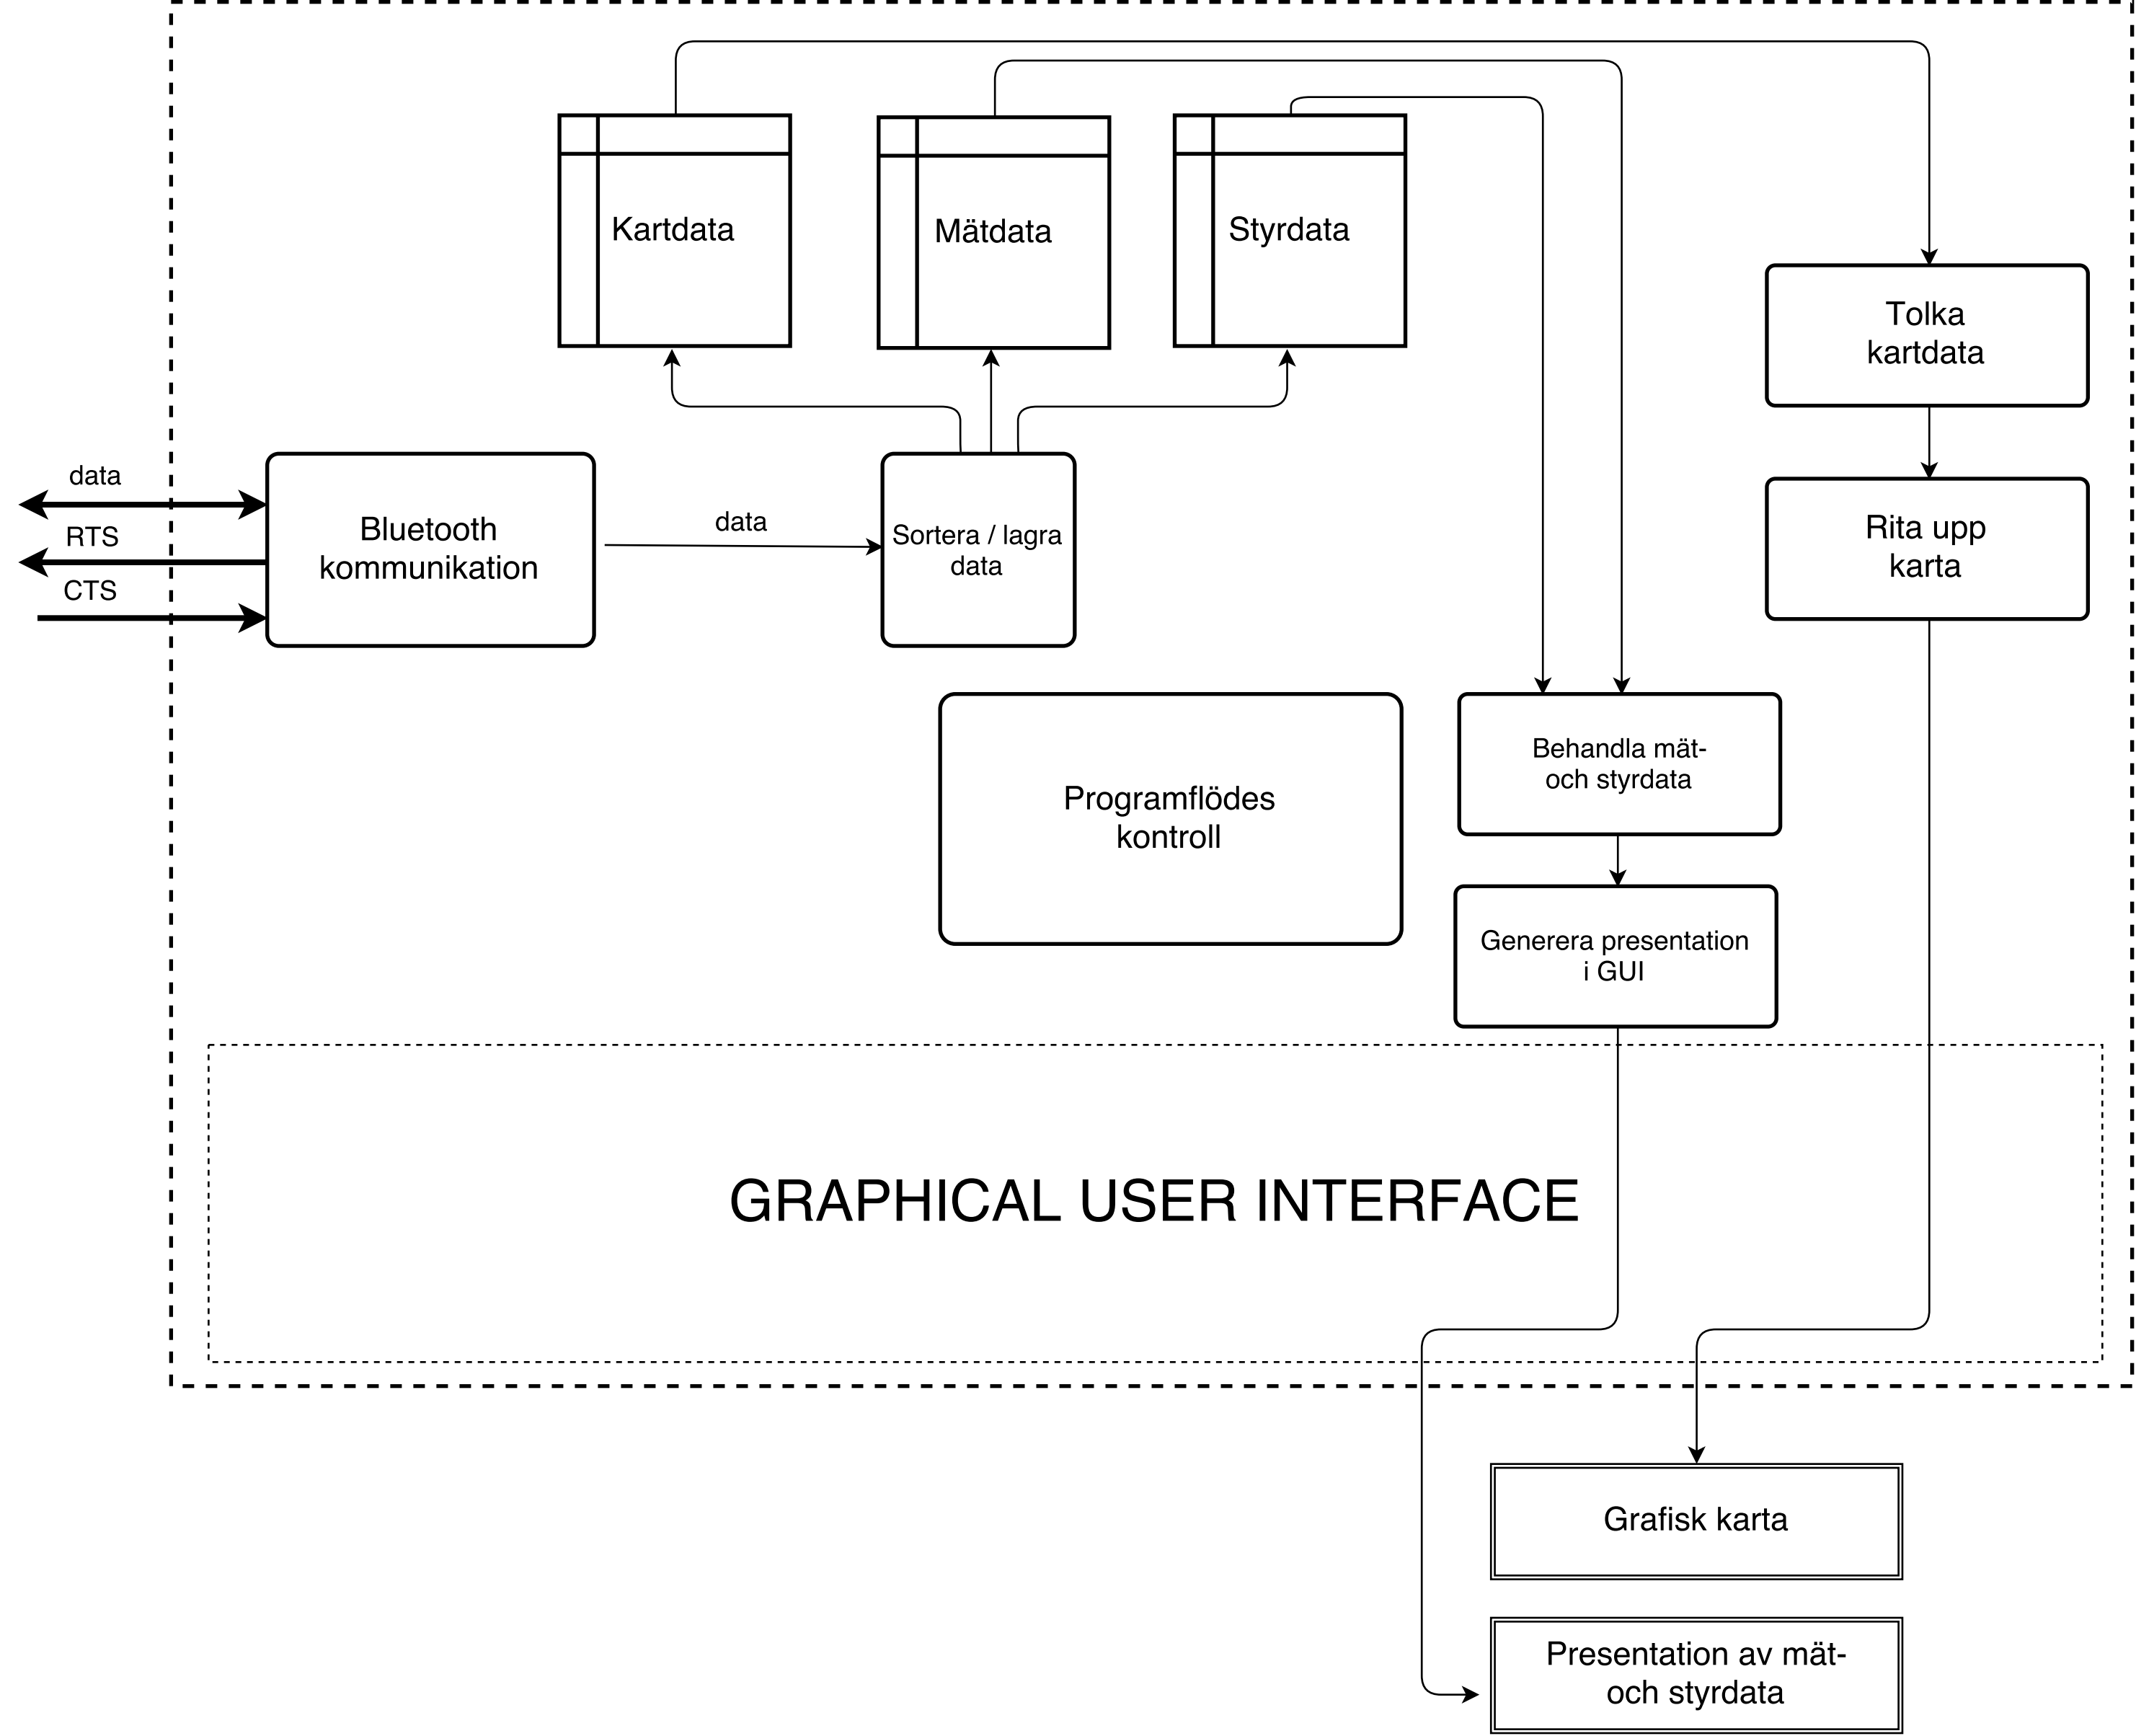 Kartdata
Mätdata
Styrdata
Tolka
kartdata
data
RTS
CTS
Bluetooth
kommunikation
data
Sortera / lagra
data
Rita upp
karta
Programflödes
kontroll
Behandla mät-
och styrdata
Generera presentation
i GUI
GRAPHICAL USER INTERFACE
Grafisk karta
Presentation av mät-
och styrdata